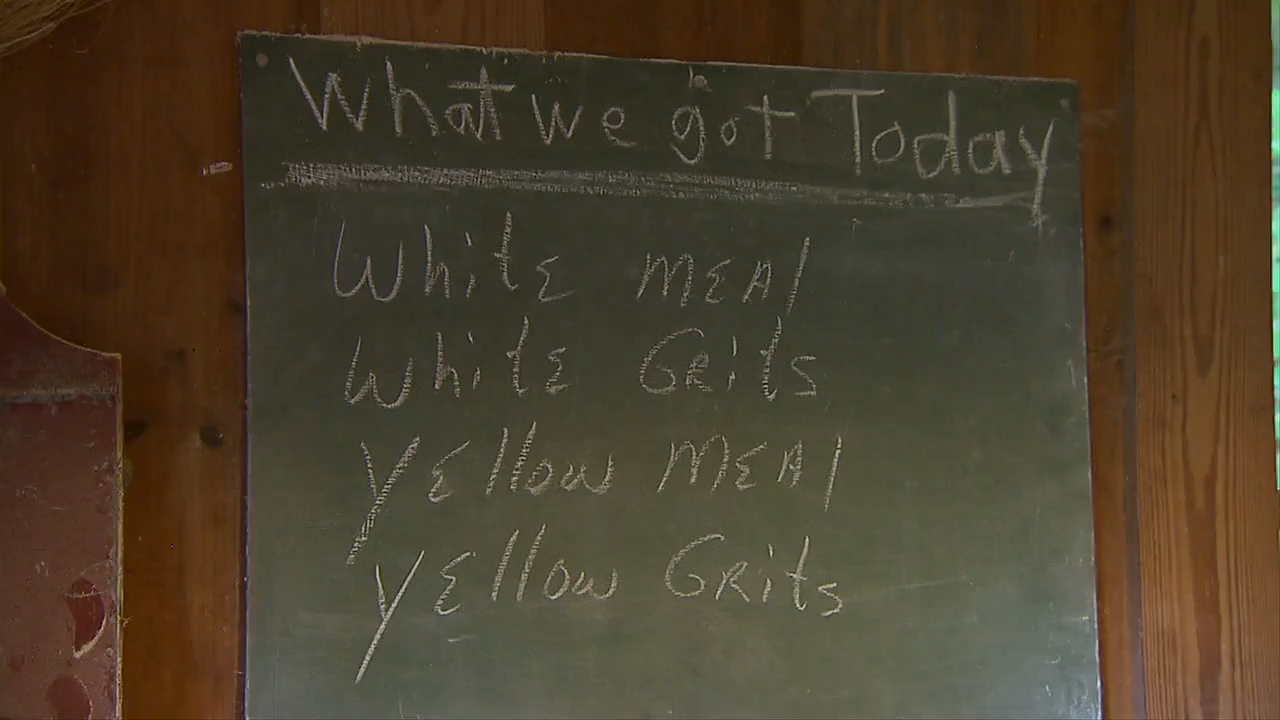 What we got Today
White MEAl
White GRits
YEllow MEAl
YEllow GRits